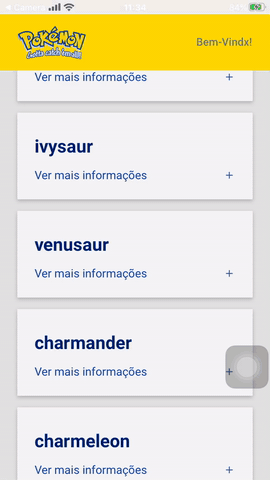 11:54
POKÉMON
Gotta catch 'em all!
Bem-Vindx!
Ver mais informações +
ivysaur
Ver mais informações +
venusaur
Ver mais informações +
charmander
Ver mais informações +
charmeleon
Ver mais informações +